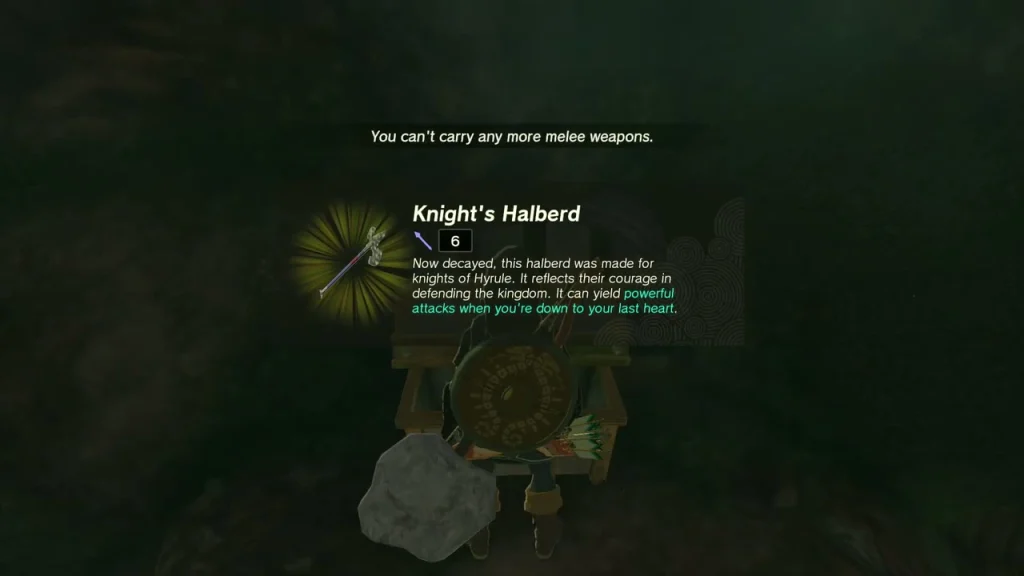 You can't carry any more melee weapons.
Knight's Halberd
6
Now decayed, this halberd was made for
knights of Hyrule. It reflects their courage in
defending the kingdom. It can yield powerful
attacks when you're down to your last heart.